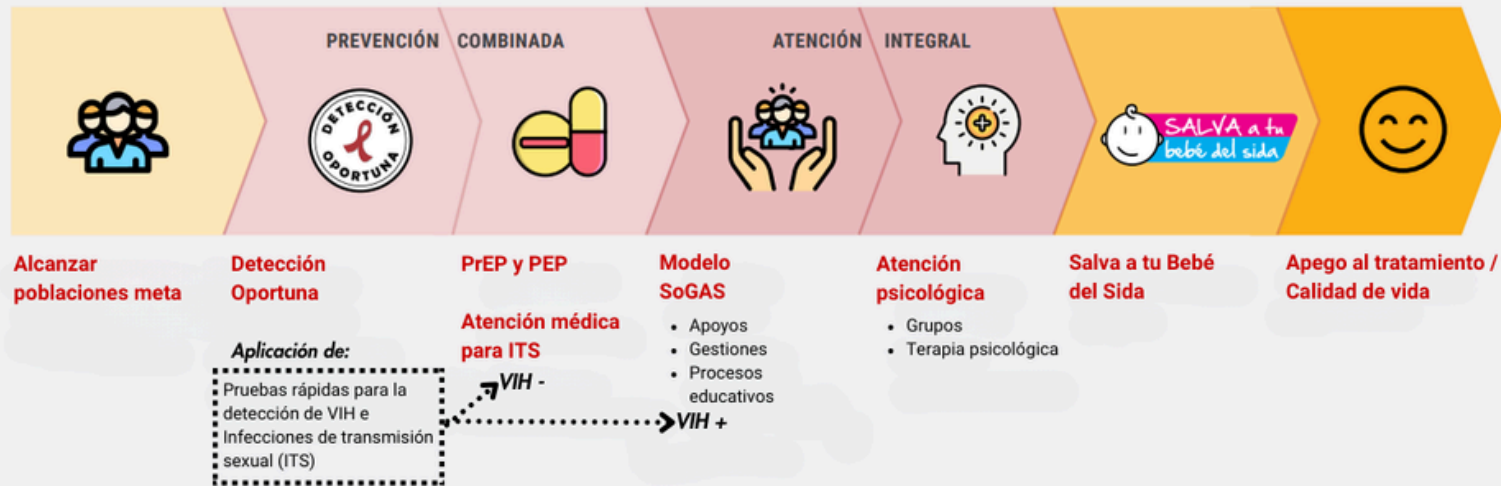 PREVENCIÓN COMBINADA
ATENCIÓN INTEGRAL
DETECCIÓN
OPORTUNA
SALVA a tu
bebé del sida
Alcanzar
poblaciones meta
Detección
Oportuna
Aplicación de:
Pruebas rápidas para la
detección de VIH e
Infecciones de transmisión
sexual (ITS)
PrEP y PEP
Atención médica
para ITS
VIH -
Modelo
SoGAS
• Apoyos
• Gestiones
• Procesos
educativos
VIH +
Atención
psicológica
• Grupos
• Terapia psicológica
Salva a tu Bebé
del Sida
Apego al tratamiento /
Calidad de vida